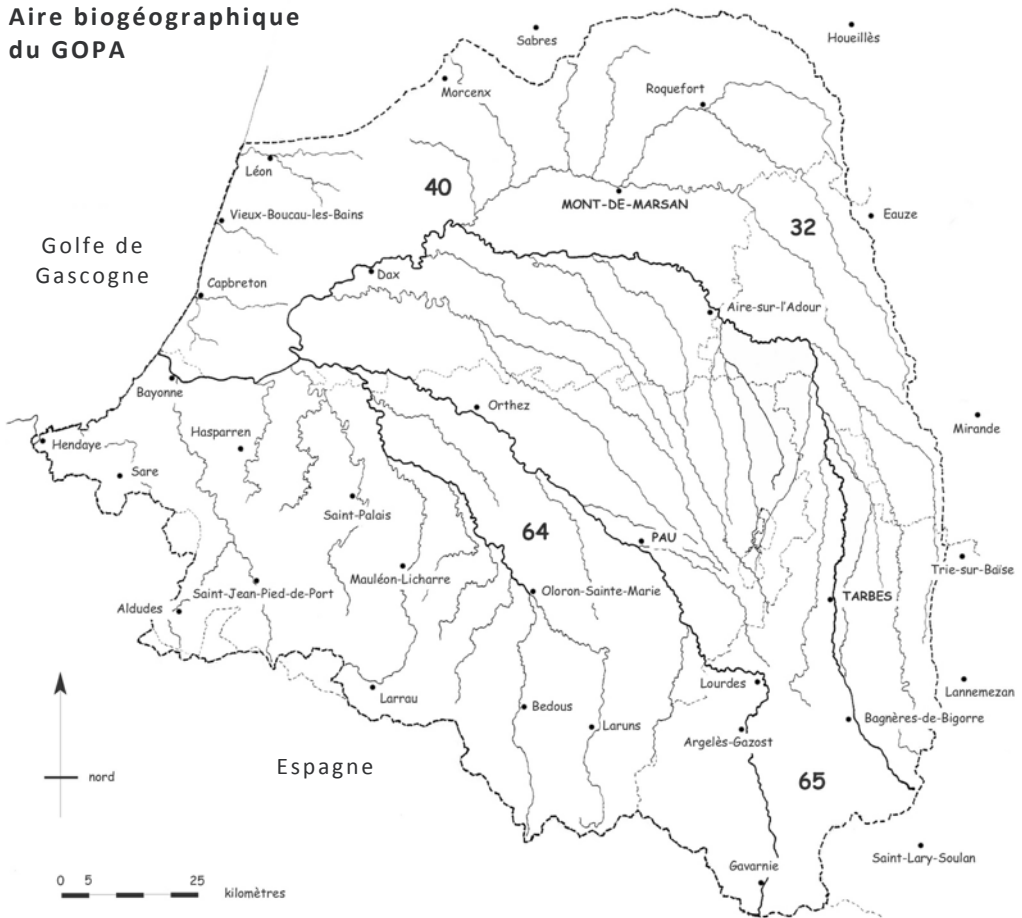 Aire biogéographique
du GOPA
Sabres
Houeillès
Morcenx
Roquefort
Léon
40
MONT-DE-MARSAN
32
Eauze
Vieux-Boucau-les-Bains
Golfe de
Gascogne
Dax
Capbreton
Aire-sur-l'Adour
Bayonne
Orthez
Mirande
Hendaye
Hasparren
Sare
Saint-Palais
64
PAU
Trie-sur-Baïse
Mauléon-Licharre
Saint-Jean-Pied-de-Port
Oloron-Sainte-Marie
TARBES
Aldudes
Lourdes
Lannemezan
Larrau
Bedous
Laruns
Bagnères-de-Bigorre
Argelès-Gazost
Espagne
nord
65
Saint-Lary-Soulan
Gavarnie
0 5 25
kilomètres